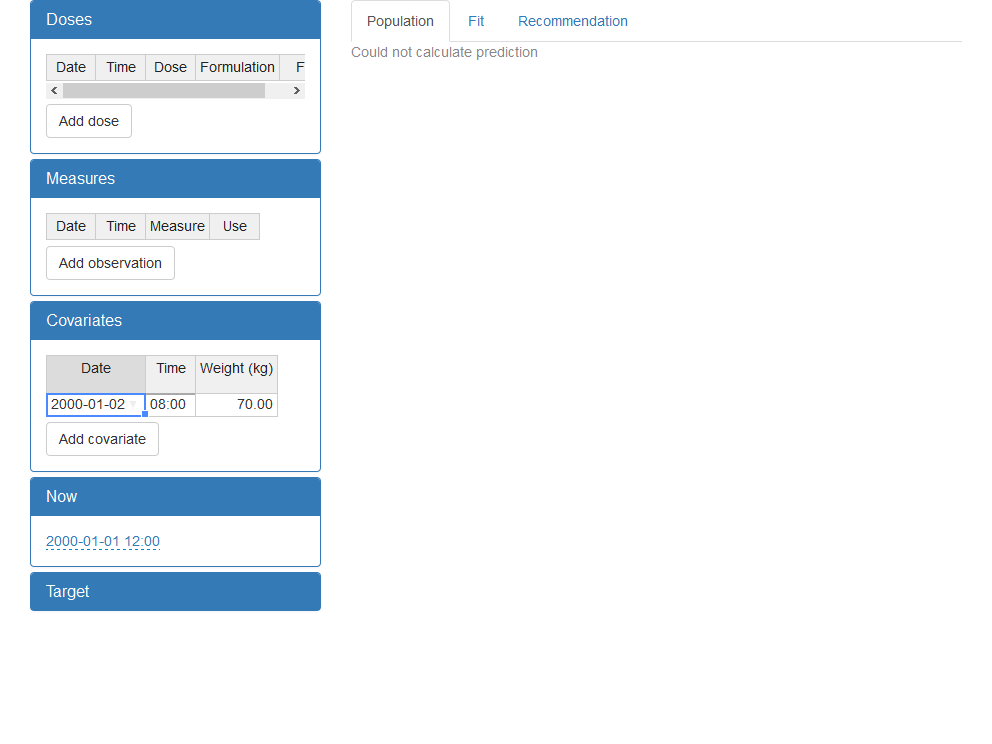 Doses
Date Time Dose Formulation F
Add dose
Measures
Date Time Measure Use
Add observation
Covariates
Date Time Weight (kg)
2000-01-02 08:00 70.00
Add covariate
Now
2000-01-01 12:00
Target
Population Fit Recommendation
Could not calculate prediction